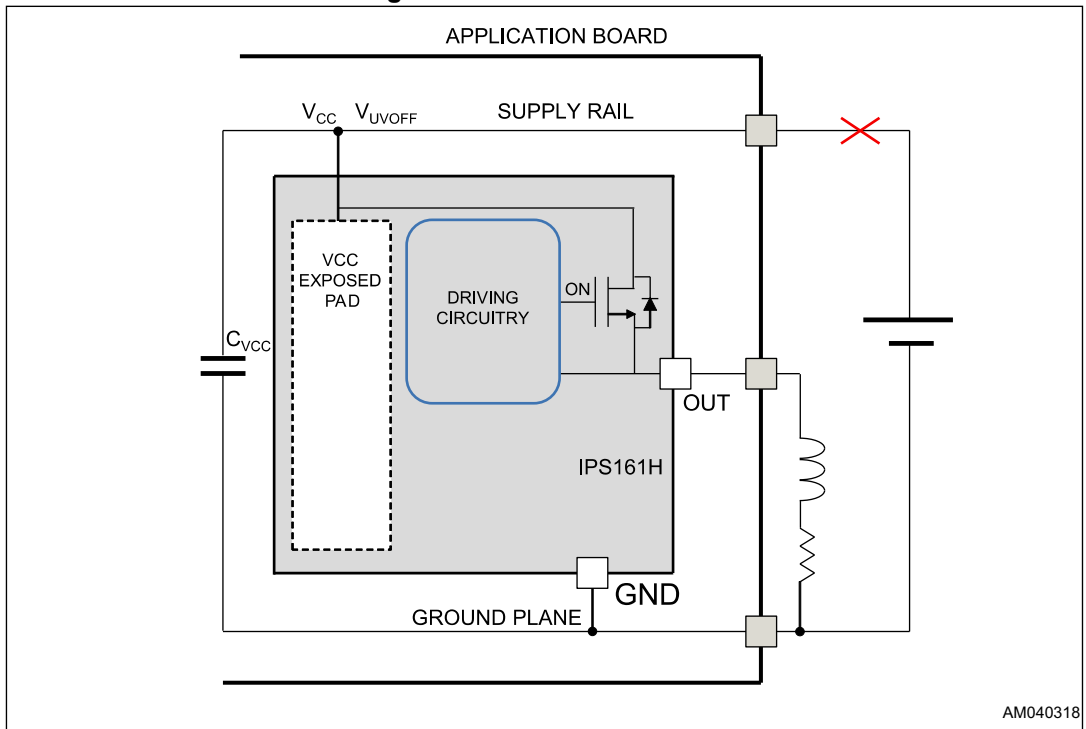 APPLICATION BOARD
VCC VUVOFF SUPPLY RAIL
VCC
EXPOSED
PAD
DRIVING
CIRCUITRY
ON
CVCC
OUT
IPS161H
GND
GROUND PLANE
AM040318